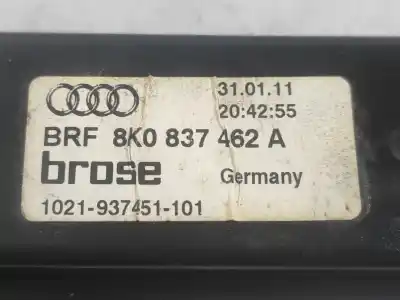 31.01.11
20:42:55
BRF 8K0 837 462 A
brose Germany
1021-937451-101